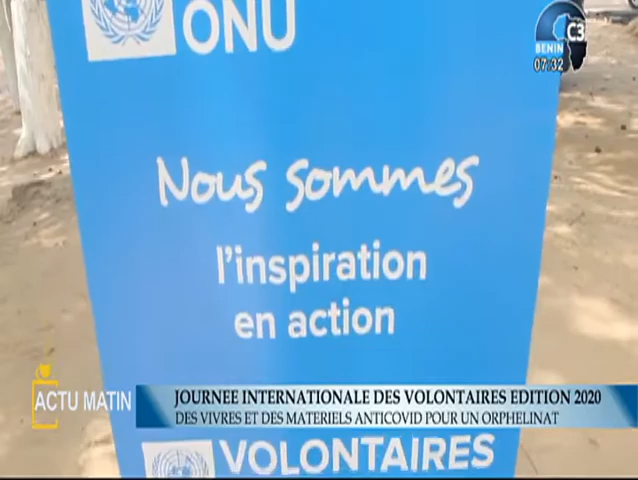 ONU
C3
BENIN
07:32
Nous sommes
l'inspiration
en action
ACTU MATIN
JOURNEE INTERNATIONALE DES VOLONTAIRES EDITION 2020
DES VIVRES ET DES MATERIELS ANTICOVID POUR UN ORPHELINAT
VOLONTAIRES